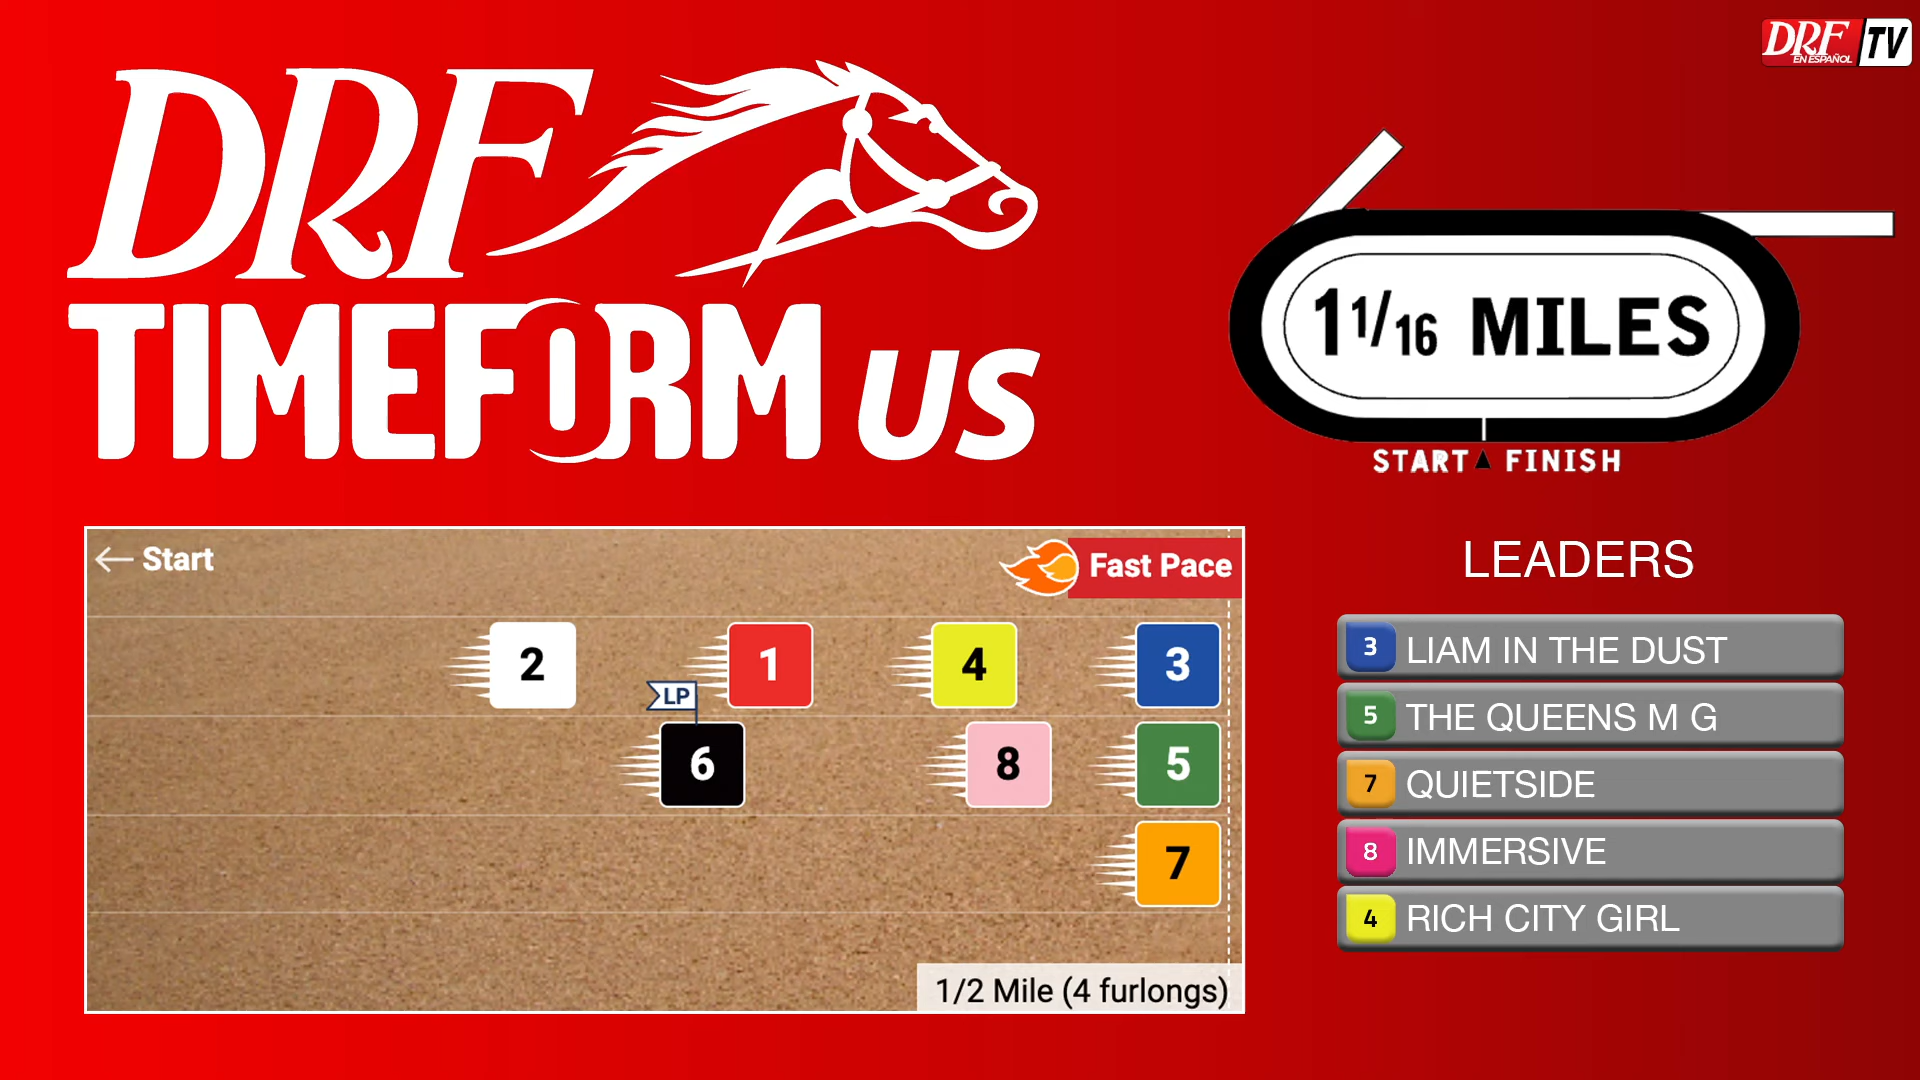 DRF EN ESPAÑOL TV
DRF
TIMEFORM US
1 1/16 MILES
START FINISH
← Start
Fast Pace
2
1
4
3
LP
6
8
5
7
1/2 Mile (4 furlongs)
LEADERS
3 LIAM IN THE DUST
5 THE QUEENS M G
7 QUIETSIDE
8 IMMERSIVE
4 RICH CITY GIRL